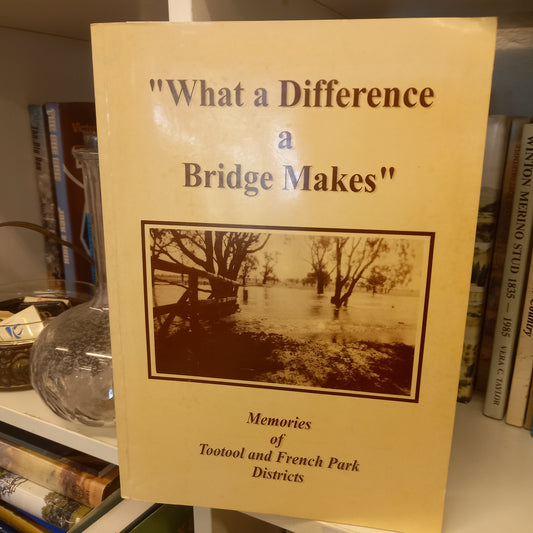 "What a Difference
a
Bridge Makes"
Memories
of
Tootool and French Park
Districts
WINTON MERINO STUD 1835 — 1985
VERA C. TAYLOR